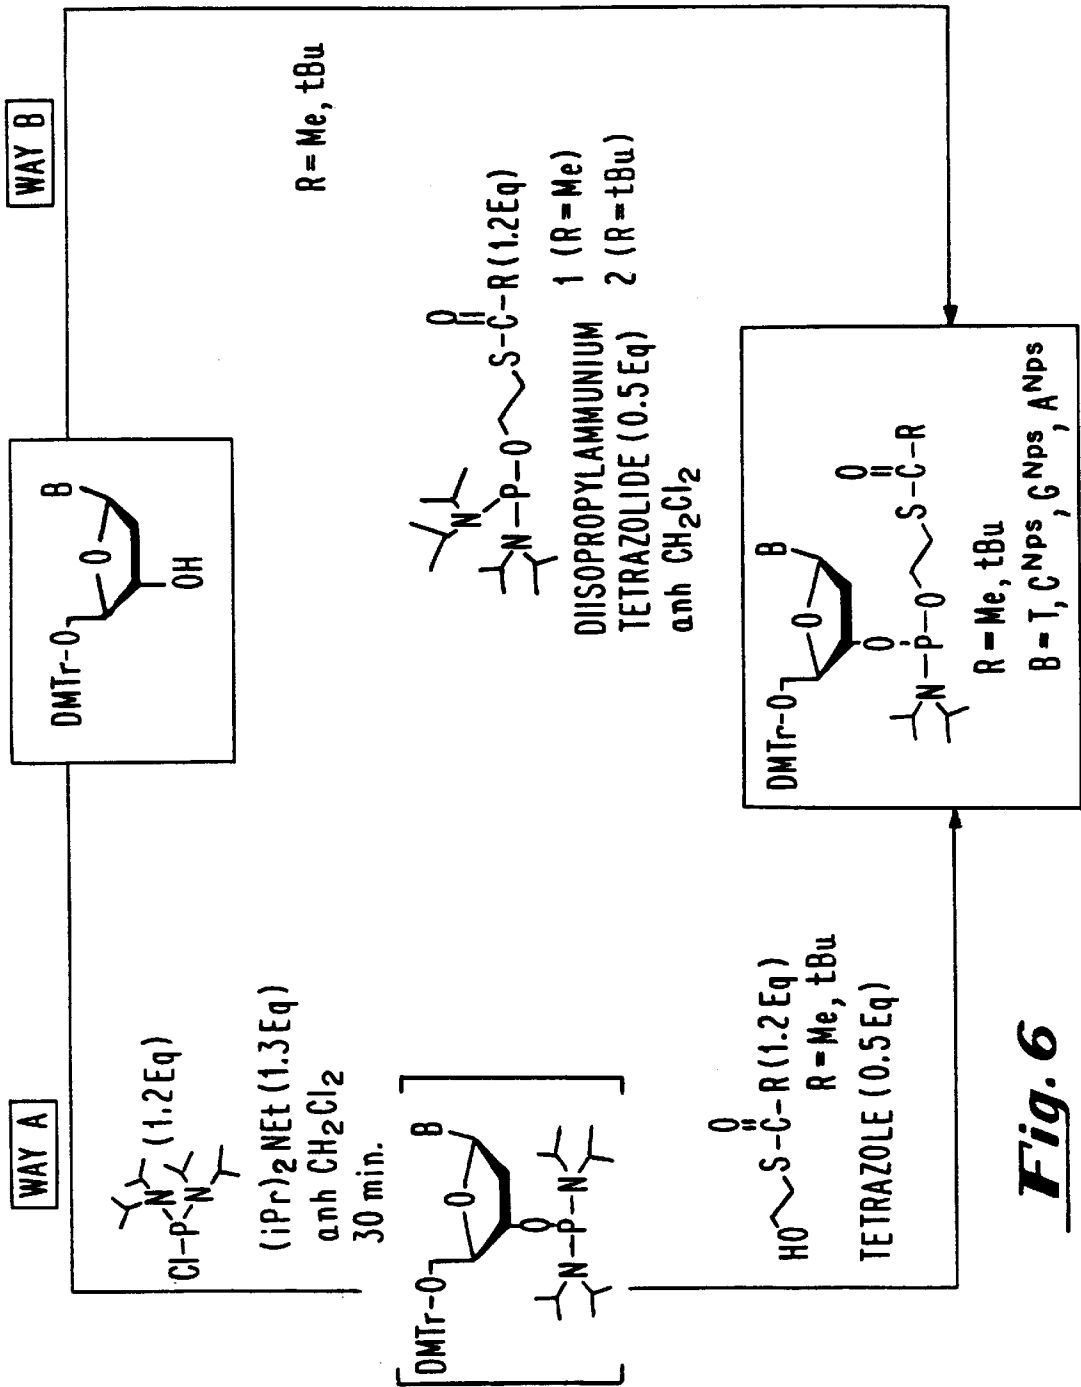 WAY A
WAY B
DMTr-O
O
B
OH
Cl-P
N
N
(1.2Eq)
(iPr)2NEt (1.3Eq)
anh CH2Cl2
30 min.
DMTr-O
O
B
O
N-P-N
O
HO S-C-R (1.2Eq)
R=Me, tBu
TETRAZOLE (0.5Eq)
R=Me, tBu
N
O
N-P-O S-C-R (1.2Eq)
DIISOPROPYLAMMUNIUM
TETRAZOLIDE (0.5Eq)
anh CH2Cl2
1 (R=Me)
2 (R=tBu)
DMTr-O
O
B
O
O
N-P-O S-C-R
R=Me, tBu
B=T, C^Nps, G^Nps, A^Nps
Fig. 6